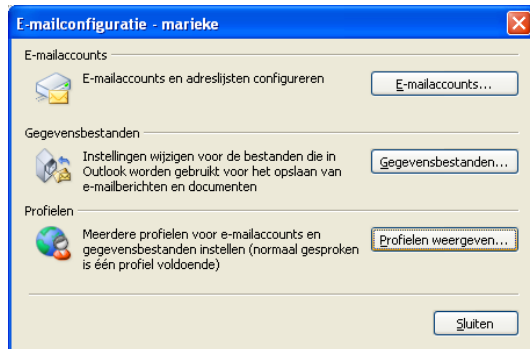 E-mailconfiguratie - marieke
E-mailaccounts
E-mailaccounts en adreslijsten configureren
E-mailaccounts...
Gegevensbestanden
Instellingen wijzigen voor de bestanden die in
Outlook worden gebruikt voor het opslaan van
e-mailberichten en documenten
Gegevensbestanden...
Profielen
Meerdere profielen voor e-mailaccounts en
gegevensbestanden instellen (normaal gesproken
is één profiel voldoende)
Profielen weergeven...
Sluiten